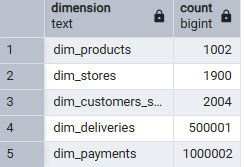 dimension count
text bigint
1 dim_products 1002
2 dim_stores 1900
3 dim_customers_s... 2004
4 dim_deliveries 500001
5 dim_payments 1000002